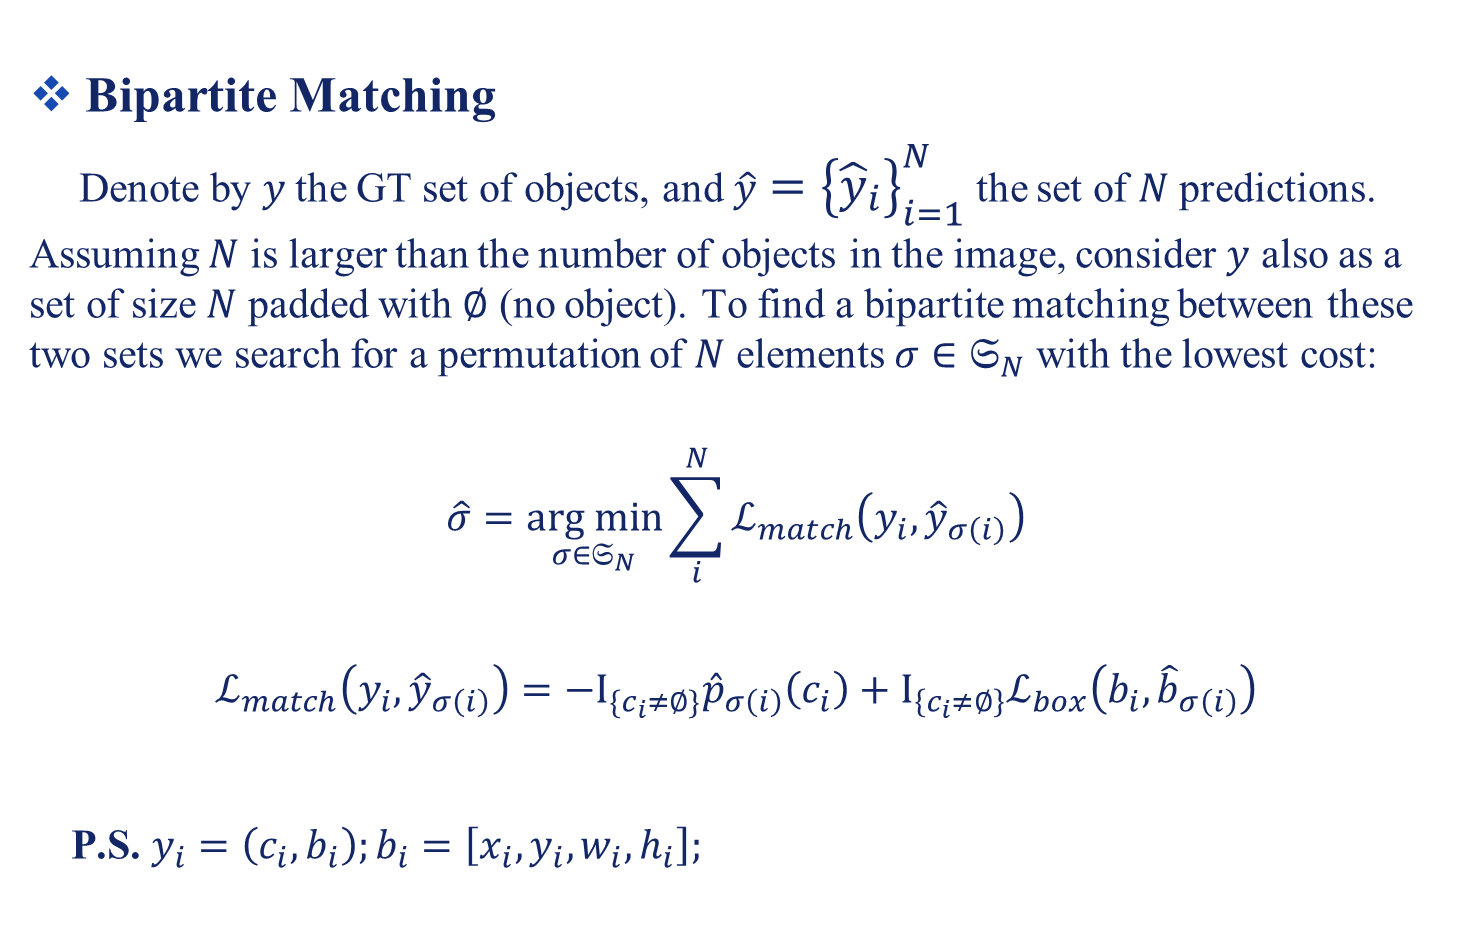 ❖ Bipartite Matching
Denote by 𝑦 the GT set of objects, and ŷ = {ŷᵢ}ᵢ₌₁ᴺ the set of N predictions.
Assuming N is larger than the number of objects in the image, consider y also as a
set of size N padded with ∅ (no object). To find a bipartite matching between these
two sets we search for a permutation of N elements σ ∈ 𝔖_N with the lowest cost:
σ̂ = arg min_{σ∈𝔖_N} ∑_i^N ℒ_match(y_i, ŷ_σ(i))
ℒ_match(y_i, ŷ_σ(i)) = −I_{c_i≠∅} p̂_σ(i)(c_i) + I_{c_i≠∅} ℒ_box(b_i, b̂_σ(i))
P.S. y_i = (c_i, b_i); b_i = [x_i, y_i, w_i, h_i];